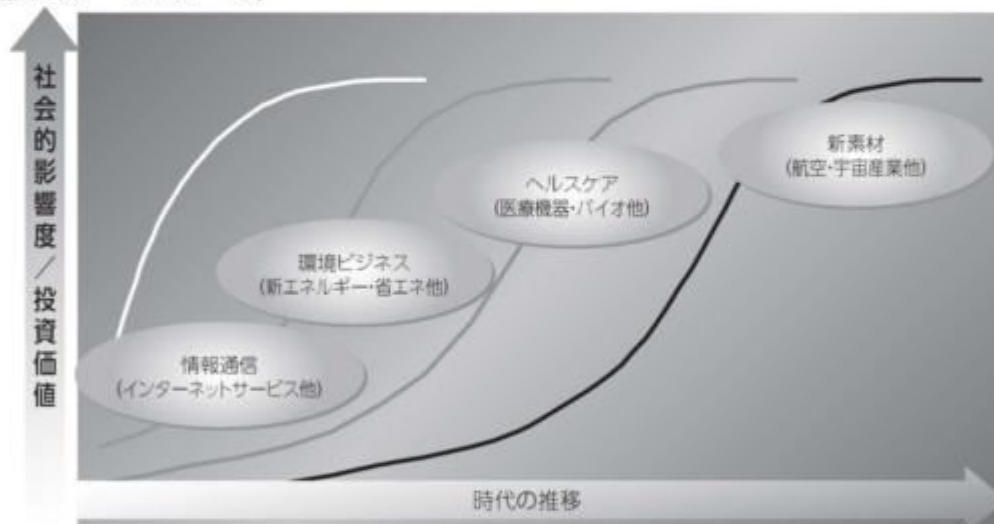 社会的影響度／投資価値
新素材
(航空・宇宙産業他)
ヘルスケア
(医療機器・バイオ他)
環境ビジネス
(新エネルギー・省エネ他)
情報通信
(インターネットサービス他)
時代の推移